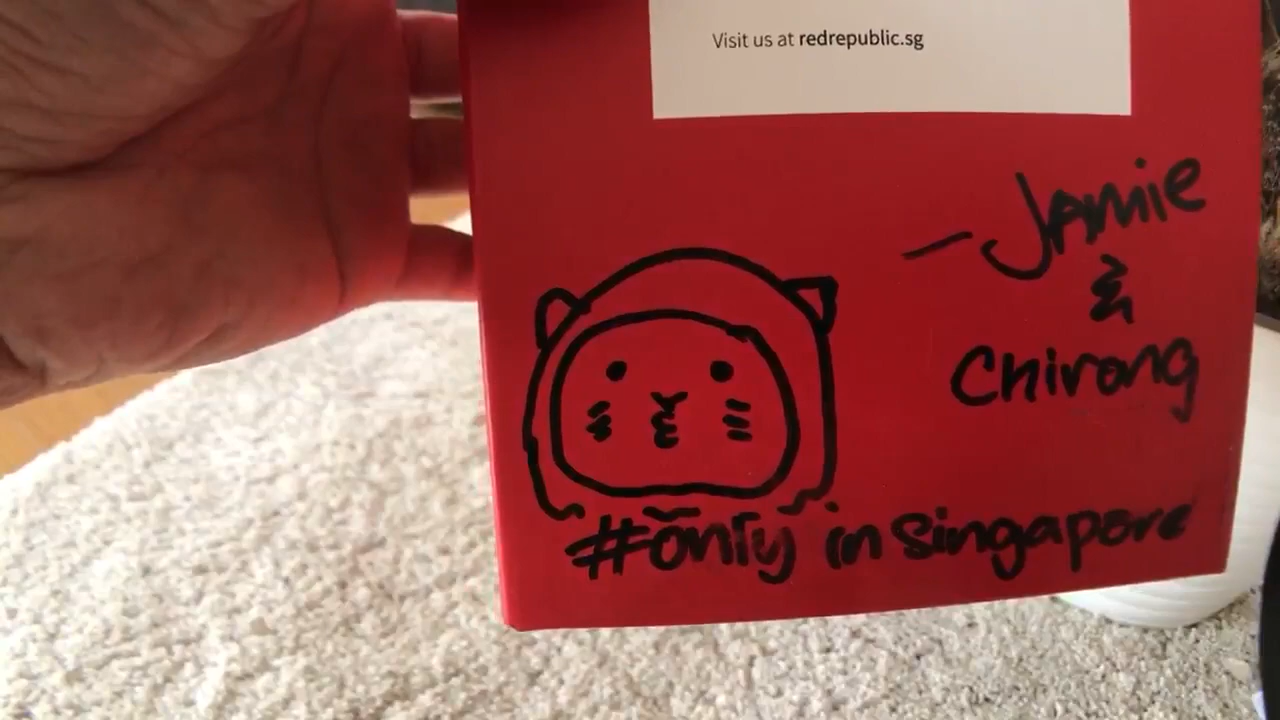 Visit us at redrepublic.sg
- Jamie
&
Chirong
#only in singapore